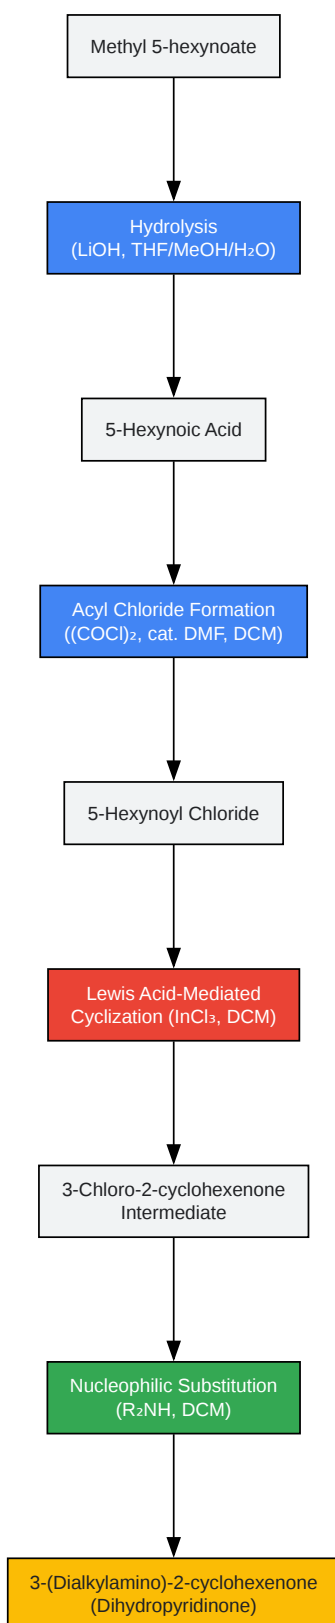 Methyl 5-hexynoate
Hydrolysis
(LiOH, THF/MeOH/H₂O)
5-Hexynoic Acid
Acyl Chloride Formation
((COCl)₂, cat. DMF, DCM)
5-Hexynoyl Chloride
Lewis Acid-Mediated
Cyclization (InCl₃, DCM)
3-Chloro-2-cyclohexenone
Intermediate
Nucleophilic Substitution
(R₂NH, DCM)
3-(Dialkylamino)-2-cyclohexenone
(Dihydropyridinone)